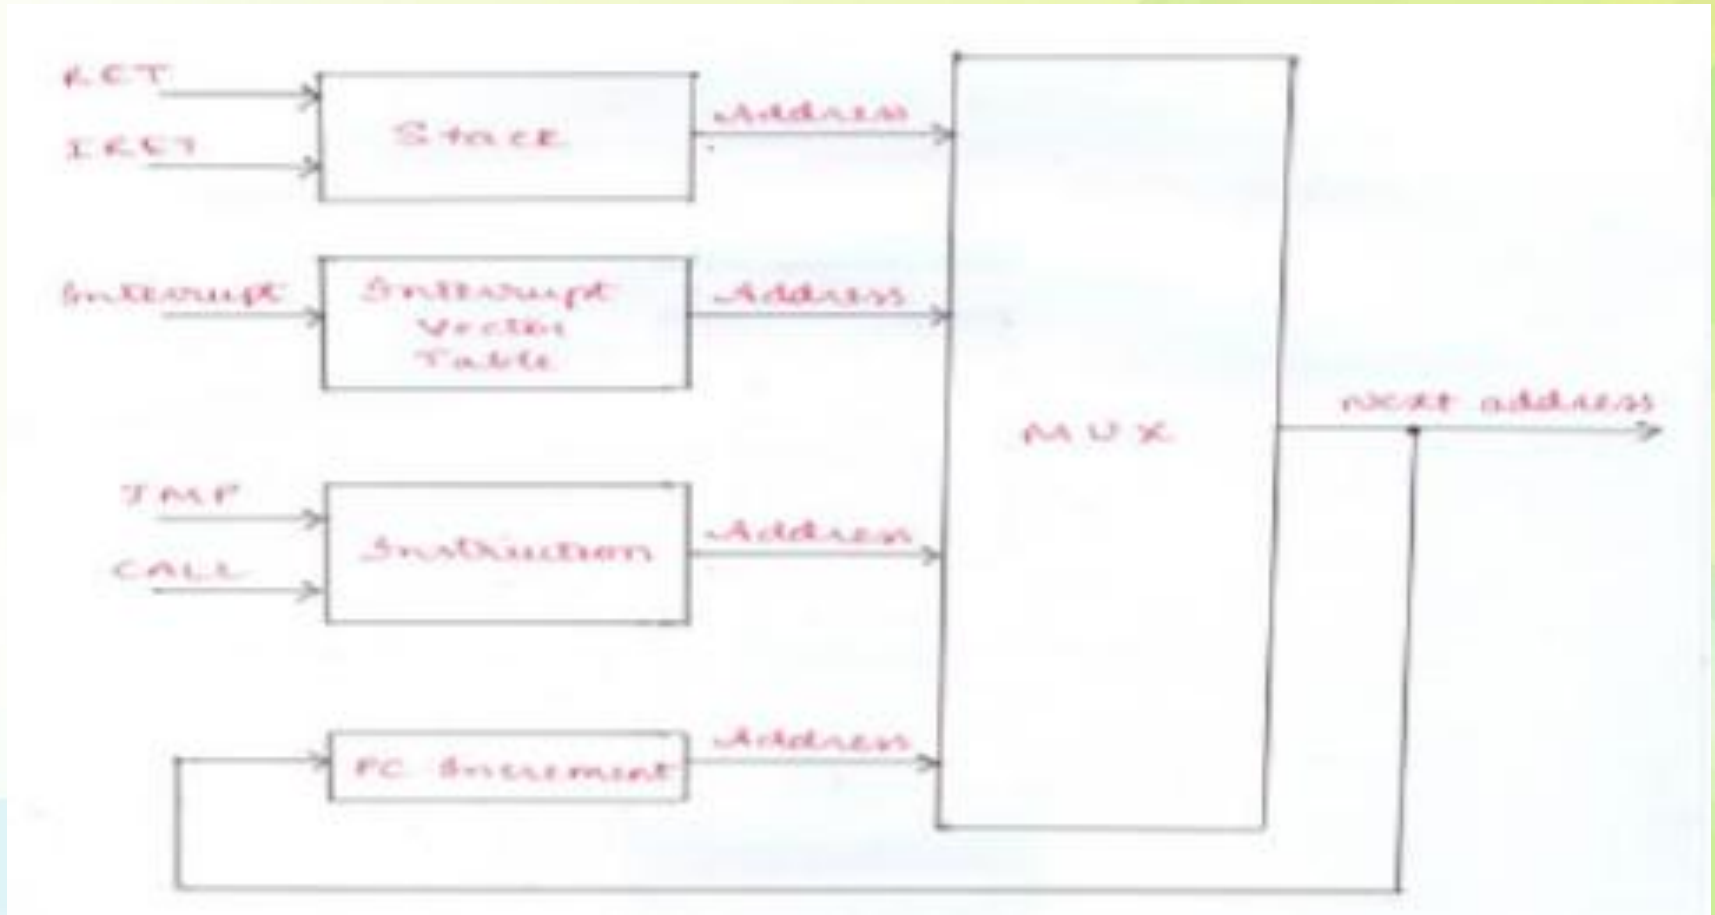 RET
IRET
Stack
Address
Interrupt
Interrupt
Vector
Table
Address
JMP
CALL
Instruction
Address
PC Increment
Address
MUX
Next address